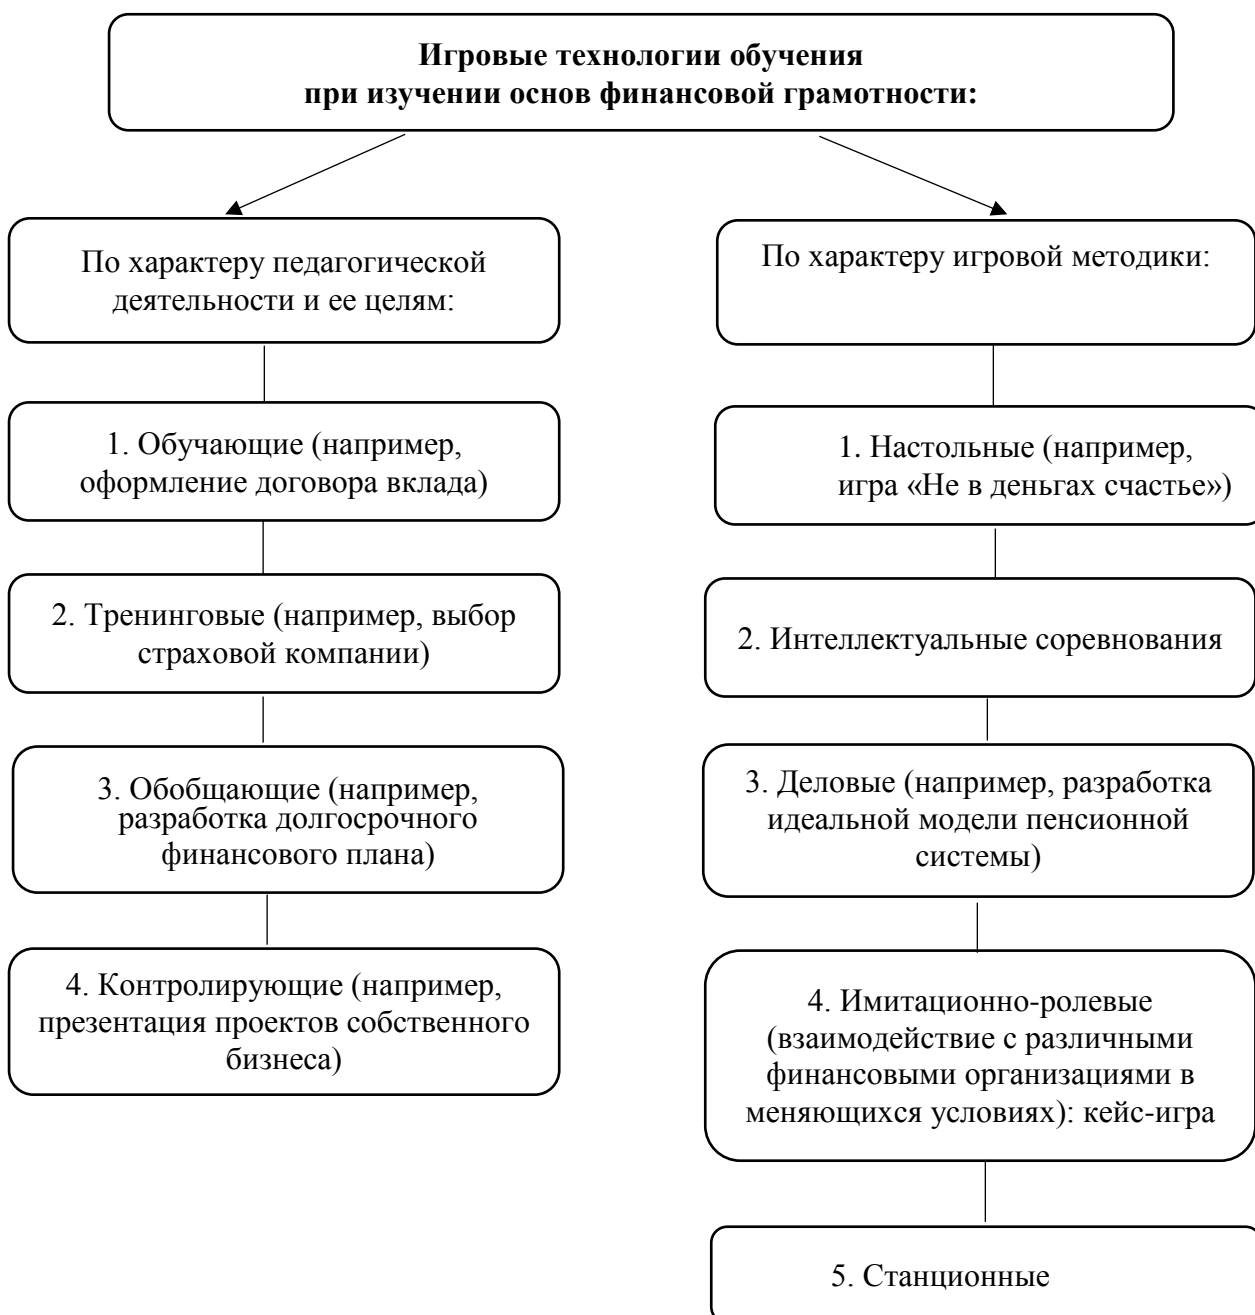 Игровые технологии обучения
при изучении основ финансовой грамотности:
По характеру педагогической
деятельности и ее целям:
1. Обучающие (например,
оформление договора вклада)
2. Тренинговые (например, выбор
страховой компании)
3. Обобщающие (например,
разработка долгосрочного
финансового плана)
4. Контролирующие (например,
презентация проектов собственного
бизнеса)
По характеру игровой методики:
1. Настольные (например,
игра «Не в деньгах счастье»)
2. Интеллектуальные соревнования
3. Деловые (например, разработка
идеальной модели пенсионной
системы)
4. Имитационно-ролевые
(взаимодействие с различными
финансовыми организациями в
меняющихся условиях): кейс-игра
5. Станционные